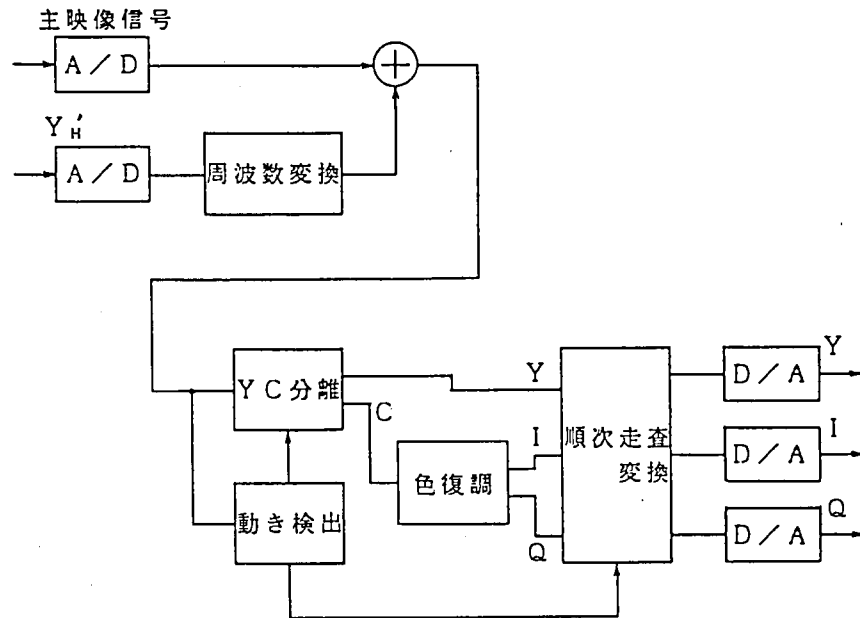 主映像信号
A/D
Y_H'
A/D
周波数変換
YC分離
C
動き検出
色復調
Y
I
Q
順次走査
変換
D/A
Y
D/A
I
D/A
Q